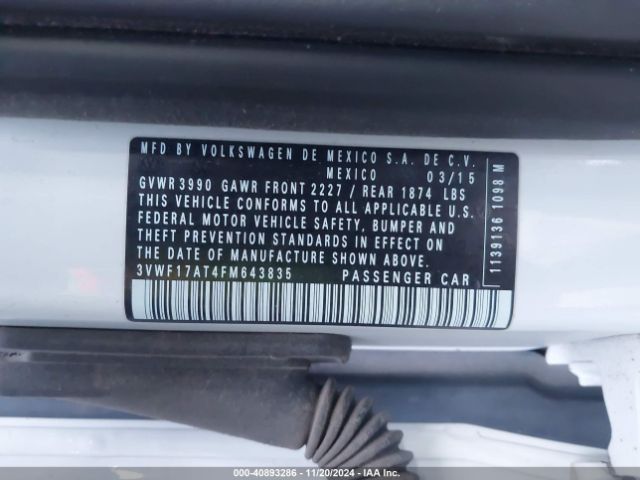 MFD BY VOLKSWAGEN DE MEXICO S.A. DE C.V.
MEXICO 03/15
GVWR 3990 GAWR FRONT 2227 / REAR 1874 LBS
THIS VEHICLE CONFORMS TO ALL APPLICABLE U.S.
FEDERAL MOTOR VEHICLE SAFETY, BUMPER AND
THEFT PREVENTION STANDARDS IN EFFECT ON
THE DATE OF MANUFACTURE SHOWN ABOVE.
3VWF17AT4FM643835 PASSENGER CAR
1139136 1098 M
00-40893286 - 11/20/2024 - IAA Inc.